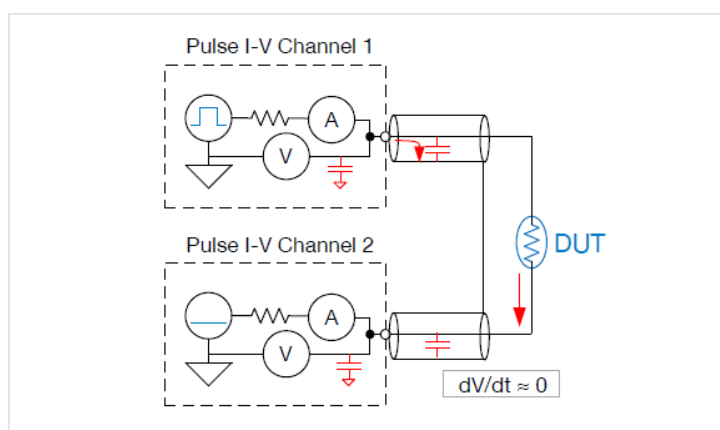 Pulse I-V Channel 1
A
V
DUT
Pulse I-V Channel 2
A
V
dV/dt ≈ 0